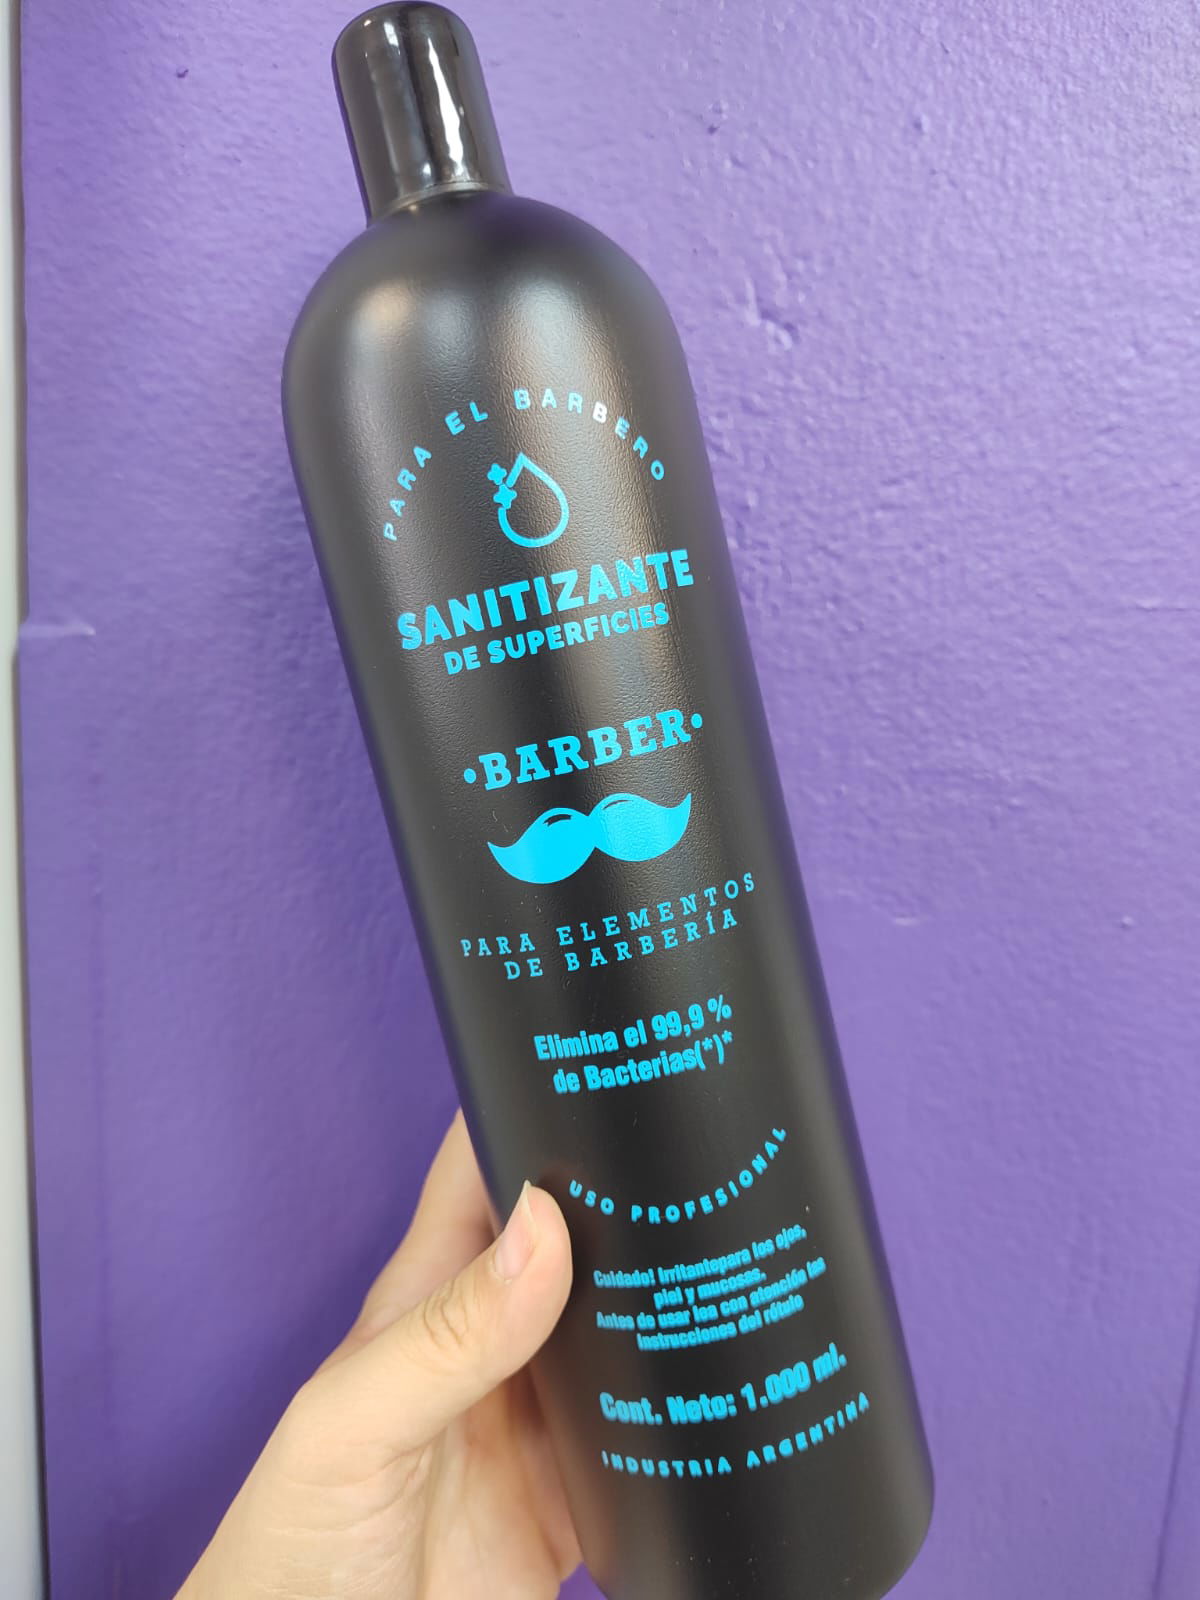 PARA EL BARBERO
SANITIZANTE
DE SUPERFICIES
•BARBER•
PARA ELEMENTOS
DE BARBERÍA
Elimina el 99,9 %
de Bacterias(*)*
USO PROFESIONAL
Cuidado! Irritantepara los ojos,
piel y mucosas.
Antes de usar lea con atención las
instrucciones del rótulo
Cont. Neto: 1.000 ml.
INDUSTRIA ARGENTINA